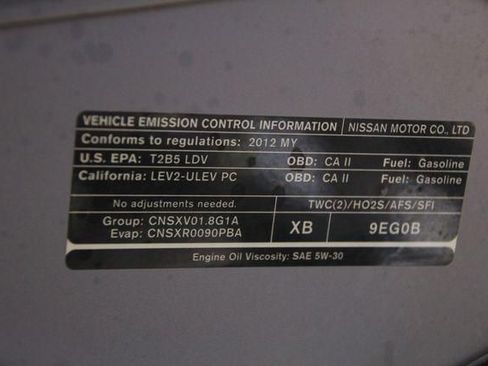 VEHICLE EMISSION CONTROL INFORMATION NISSAN MOTOR CO., LTD
Conforms to regulations: 2012 MY
U.S. EPA: T2B5 LDV OBD: CA II Fuel: Gasoline
California: LEV2-ULEV PC OBD: CA II Fuel: Gasoline
No adjustments needed. TWC(2)/HO2S/AFS/SFI
Group: CNSXV01.8G1A
Evap: CNSXR0090PBA XB 9EG0B
Engine Oil Viscosity: SAE 5W-30